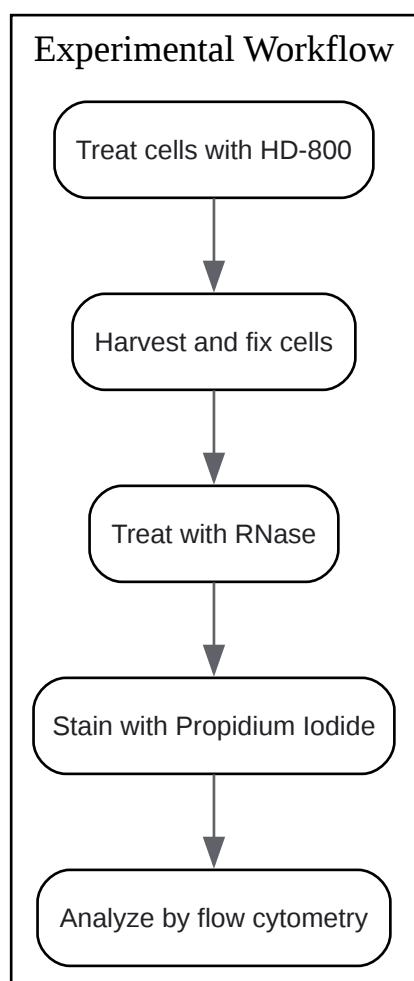 Experimental Workflow
Treat cells with HD-800
Harvest and fix cells
Treat with RNase
Stain with Propidium Iodide
Analyze by flow cytometry